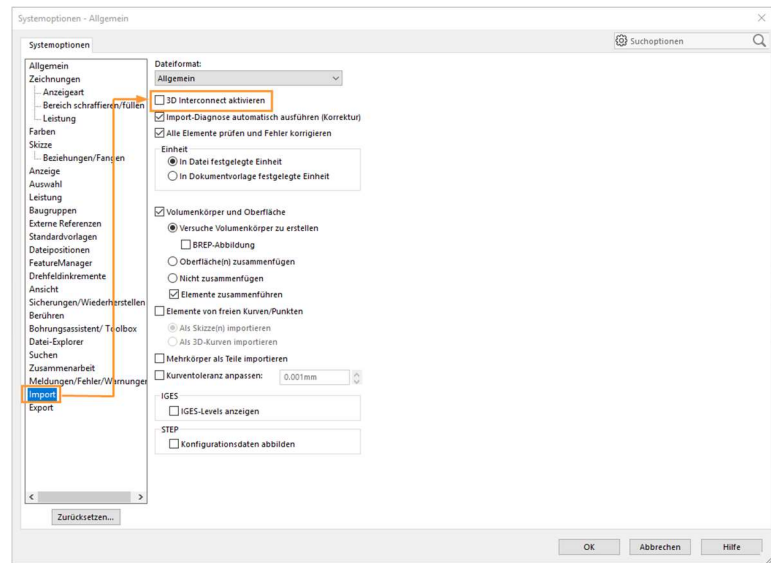 Systemoptionen - Allgemein
Systemoptionen
Suchoptionen
Allgemein
Zeichnungen
Anzeigeart
Bereich schraffieren/füllen
Leistung
Farben
Skizze
Beziehungen/Fangen
Anzeige
Auswahl
Leistung
Baugruppen
Externe Referenzen
Standardvorlagen
Dateipositionen
FeatureManager
Drehfeldinkremente
Ansicht
Sicherungen/Wiederherstellen
Berühren
Bohrungsassistent/ Toolbox
Datei-Explorer
Suchen
Zusammenarbeit
Meldungen/Fehler/Warnunger
Import
Export
Zurücksetzen...
Dateiformat:
Allgemein
3D Interconnect aktivieren
Import-Diagnose automatisch ausführen (Korrektur)
Alle Elemente prüfen und Fehler korrigieren
Einheit
In Datei festgelegte Einheit
In Dokumentvorlage festgelegte Einheit
Volumenkörper und Oberfläche
Versuche Volumenkörper zu erstellen
BREP-Abbildung
Oberfläche(n) zusammenfügen
Nicht zusammenfügen
Elemente zusammenführen
Elemente von freien Kurven/Punkten
Als Skizze(n) importieren
Als 3D-Kurven importieren
Mehrkörper als Teile importieren
Kurventoleranz anpassen: 0.001mm
IGES
IGES-Levels anzeigen
STEP
Konfigurationsdaten abbilden
OK Abbrechen Hilfe